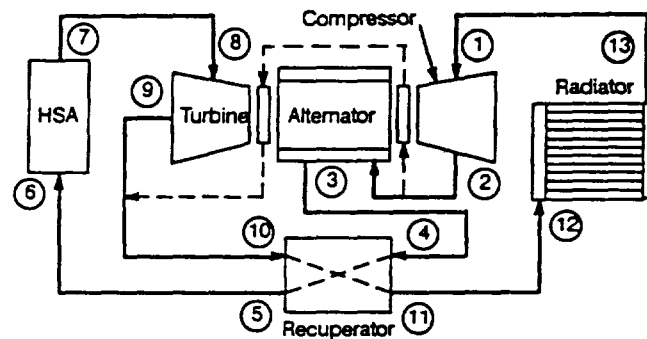 Compressor
7
8
1
13
9
Radiator
HSA
Turbine
Alternator
6
3
2
12
10
4
5
11
Recuperator